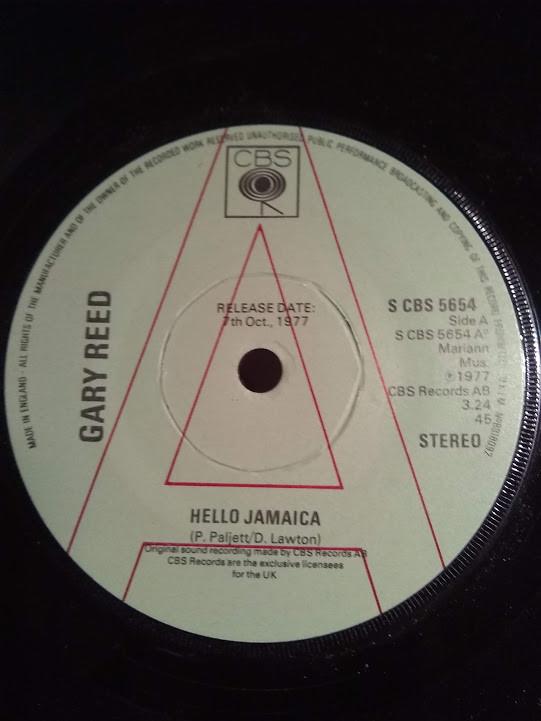 MADE IN ENGLAND · ALL RIGHTS OF THE MANUFACTURER AND OF THE OWNER OF THE RECORDED WORK RESERVED UNAUTHORISED PUBLIC PERFORMANCE BROADCASTING AND COPYING OF THIS RECORD PROHIBITED
CBS
RELEASE DATE:
7th Oct., 1977
GARY REED
S CBS 5654
Side A
S CBS 5654 A
Mariann
Mus.
℗ 1977
CBS Records AB
3.24
45
STEREO
HELLO JAMAICA
(P. Paljett/D. Lawton)
Original sound recording made by CBS Records AB
CBS Records are the exclusive licensees
for the UK